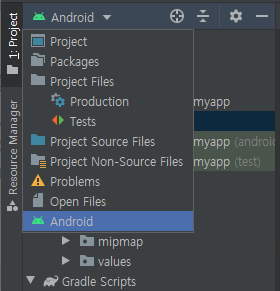 1: Project
Resource Manager
Android
Project
Packages
Project Files
Production
myapp
Tests
Project Source Files
myapp (androi
Project Non-Source Files
myapp (test)
Problems
Open Files
Android
mipmap
values
Gradle Scripts